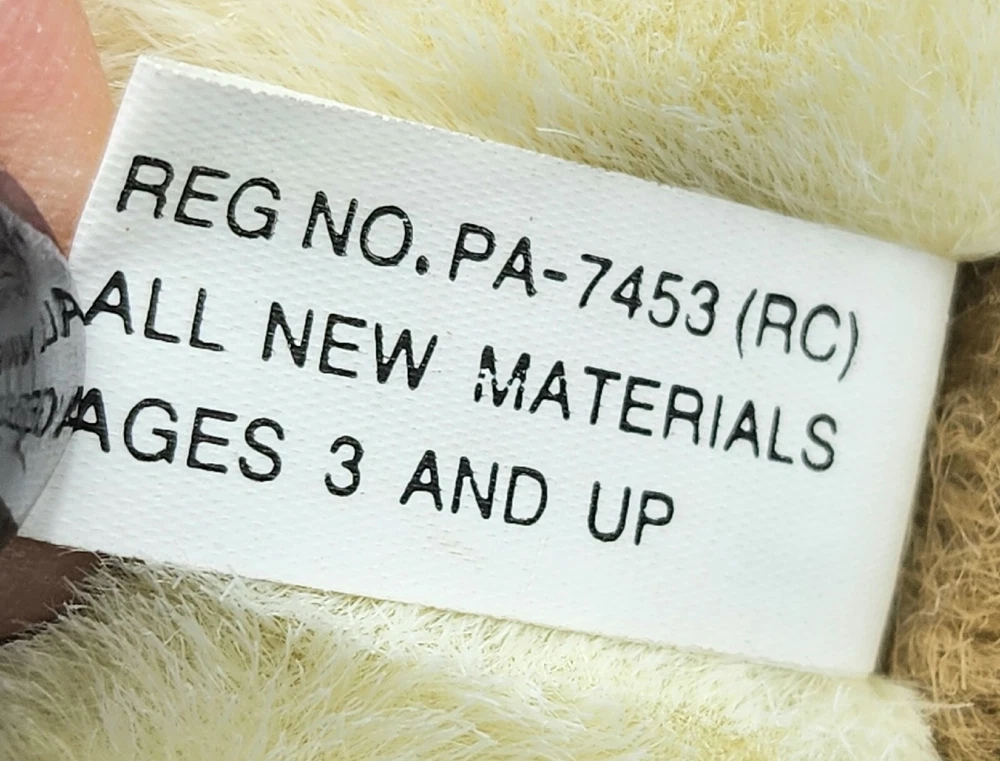 REG NO. PA-7453 (RC)
ALL NEW MATERIALS
AGES 3 AND UP